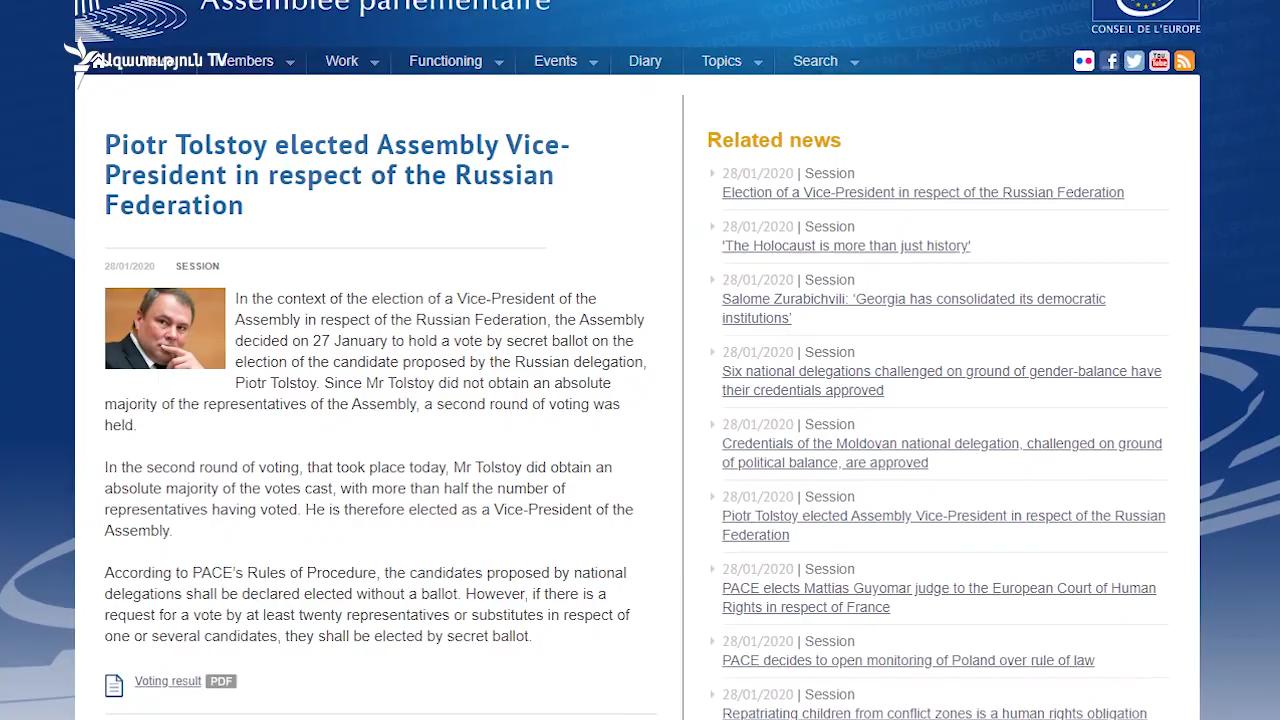 Assemblée parlementaire
CONSEIL DE L'EUROPE
Ազատություն TV
Members
Work
Functioning
Events
Diary
Topics
Search
Piotr Tolstoy elected Assembly Vice-
President in respect of the Russian
Federation
28/01/2020 SESSION
In the context of the election of a Vice-President of the
Assembly in respect of the Russian Federation, the Assembly
decided on 27 January to hold a vote by secret ballot on the
election of the candidate proposed by the Russian delegation,
Piotr Tolstoy. Since Mr Tolstoy did not obtain an absolute
majority of the representatives of the Assembly, a second round of voting was
held.
In the second round of voting, that took place today, Mr Tolstoy did obtain an
absolute majority of the votes cast, with more than half the number of
representatives having voted. He is therefore elected as a Vice-President of the
Assembly.
According to PACE's Rules of Procedure, the candidates proposed by national
delegations shall be declared elected without a ballot. However, if there is a
request for a vote by at least twenty representatives or substitutes in respect of
one or several candidates, they shall be elected by secret ballot.
Voting result PDF
Related news
28/01/2020 | Session
Election of a Vice-President in respect of the Russian Federation
28/01/2020 | Session
'The Holocaust is more than just history'
28/01/2020 | Session
Salome Zurabichvili: 'Georgia has consolidated its democratic
institutions'
28/01/2020 | Session
Six national delegations challenged on ground of gender-balance have
their credentials approved
28/01/2020 | Session
Credentials of the Moldovan national delegation, challenged on ground
of political balance, are approved
28/01/2020 | Session
Piotr Tolstoy elected Assembly Vice-President in respect of the Russian
Federation
28/01/2020 | Session
PACE elects Mattias Guyomar judge to the European Court of Human
Rights in respect of France
28/01/2020 | Session
PACE decides to open monitoring of Poland over rule of law
28/01/2020 | Session
Repatriating children from conflict zones is a human rights obligation